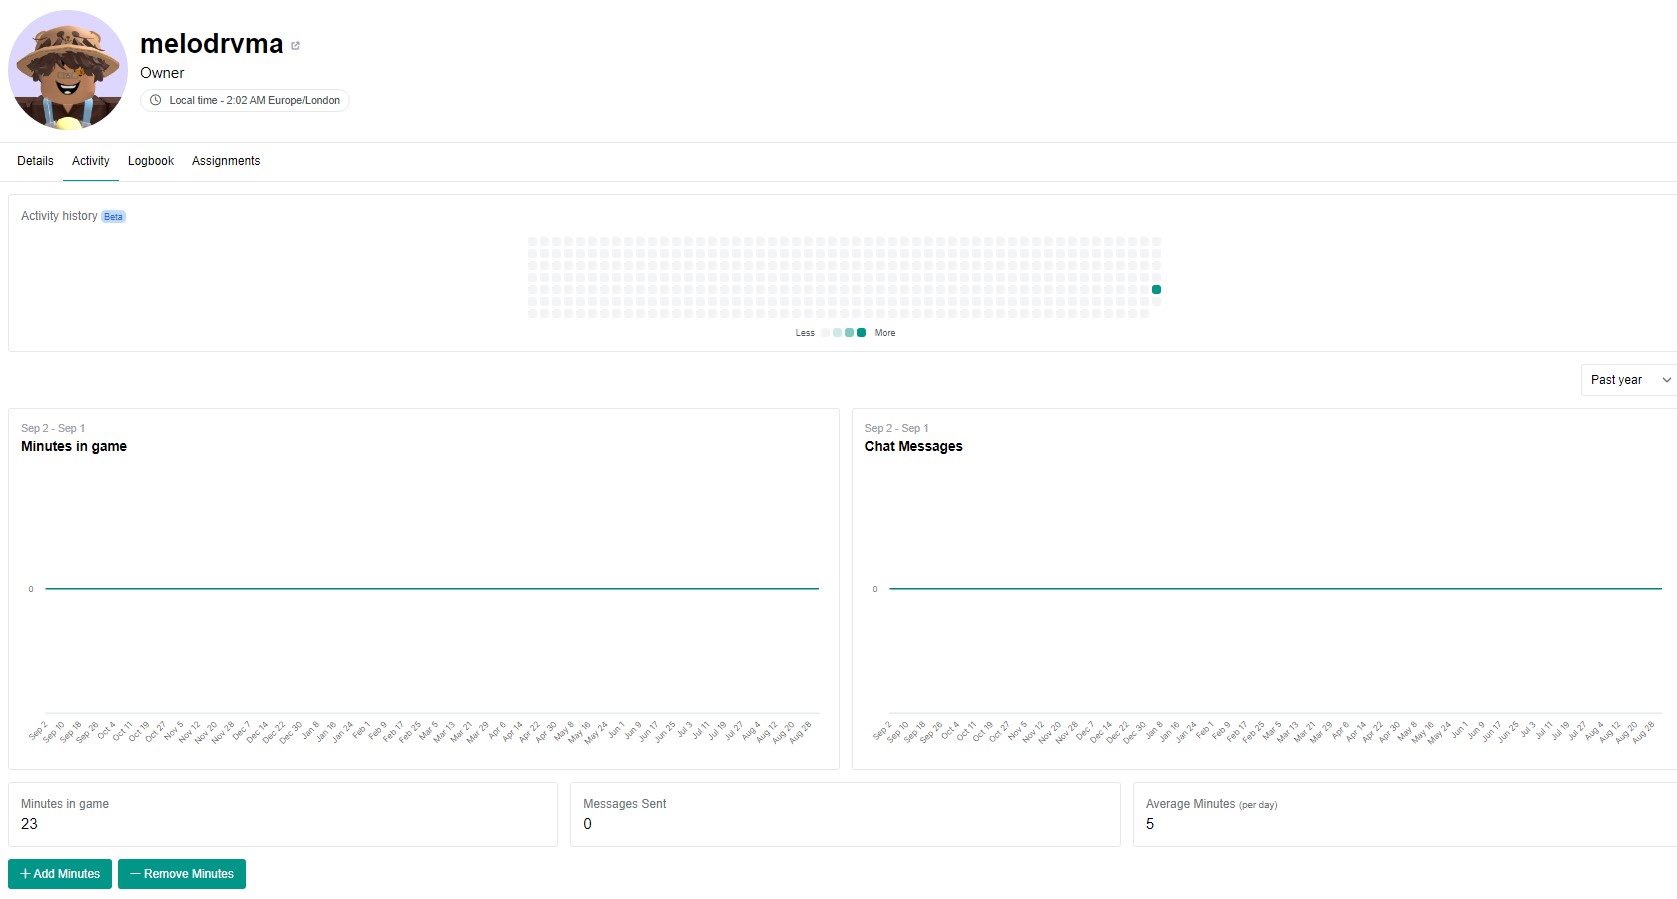 melodrvma
Owner
Local time - 2:02 AM Europe/London
Details Activity Logbook Assignments
Activity history Beta
Less More
Past year
Sep 2 - Sep 1
Minutes in game
0
Sep 2 Sep 10 Sep 18 Sep 26 Oct 4 Oct 11 Oct 19 Oct 27 Nov 5 Nov 12 Nov 20 Nov 28 Dec 7 Dec 14 Dec 22 Dec 30 Jan 8 Jan 16 Jan 24 Feb 1 Feb 9 Feb 17 Feb 25 Mar 5 Mar 13 Mar 21 Mar 29 Apr 6 Apr 14 Apr 22 Apr 30 May 8 May 16 May 24 Jun 1 Jun 9 Jun 17 Jun 25 Jul 3 Jul 11 Jul 19 Jul 27 Aug 4 Aug 12 Aug 20 Aug 28
Sep 2 - Sep 1
Chat Messages
0
Sep 2 Sep 10 Sep 18 Sep 26 Oct 4 Oct 11 Oct 19 Oct 27 Nov 5 Nov 12 Nov 20 Nov 28 Dec 7 Dec 14 Dec 22 Dec 30 Jan 8 Jan 16 Jan 24 Feb 1 Feb 9 Feb 17 Feb 25 Mar 5 Mar 13 Mar 21 Mar 29 Apr 6 Apr 14 Apr 22 Apr 30 May 8 May 16 May 24 Jun 1 Jun 9 Jun 17 Jun 25 Jul 3 Jul 11 Jul 19 Jul 27 Aug 4 Aug 12 Aug 20 Aug 28
Minutes in game
23
Messages Sent
0
Average Minutes (per day)
5
Add Minutes
Remove Minutes